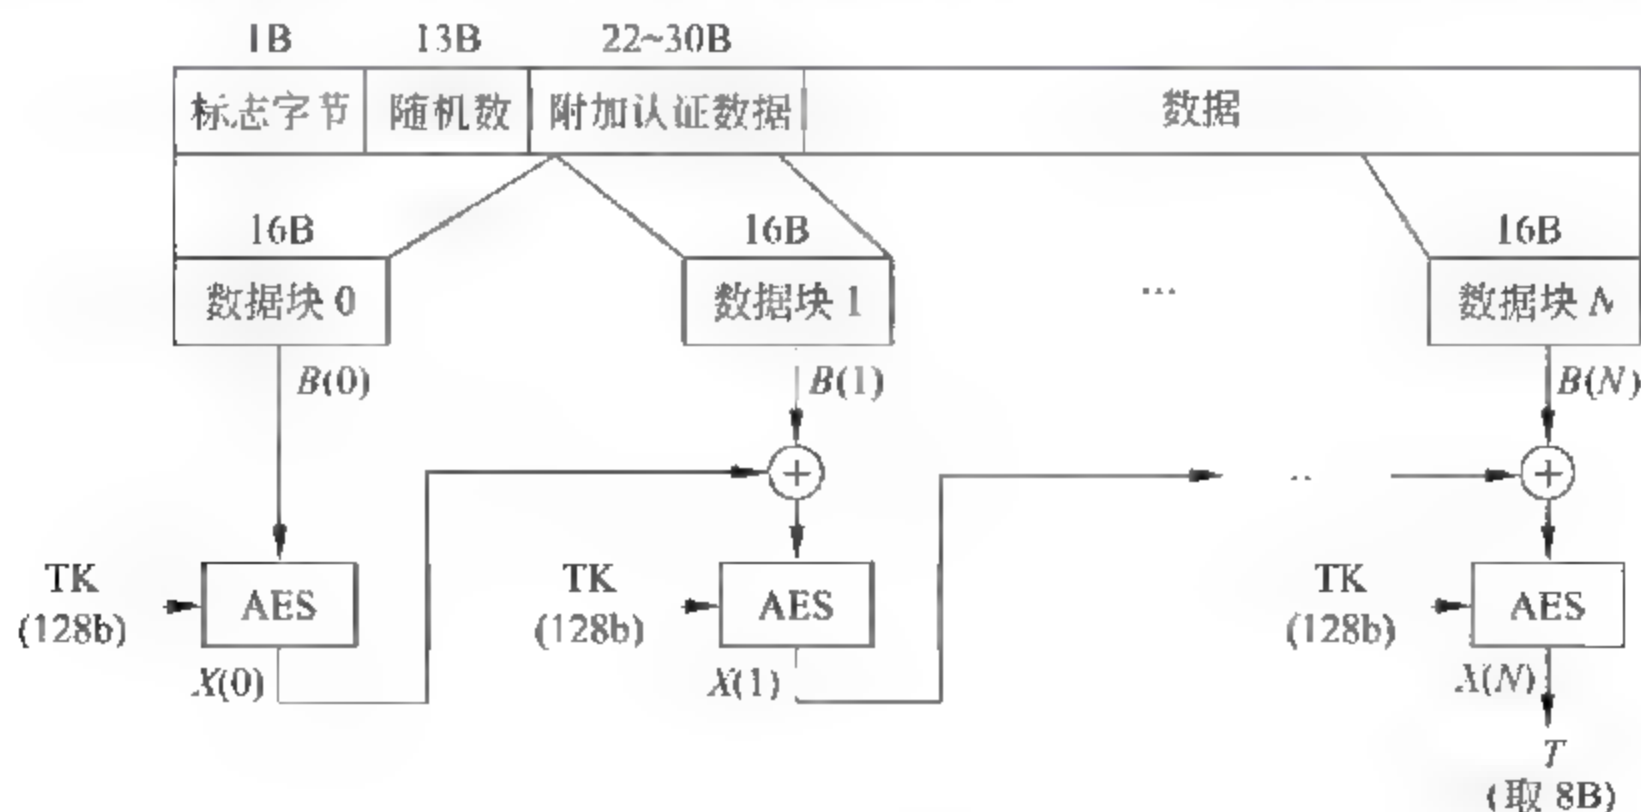 1B 13B 22~30B
标志字节 随机数 附加认证数据 数据
16B 16B 16B
数据块 0 数据块 1 … 数据块 N
B(0) B(1) B(N)
+ .. +
TK TK TK
(128b) AES (128b) AES (128b) AES
X(0) X(1) X(N)
T
(取 8B)